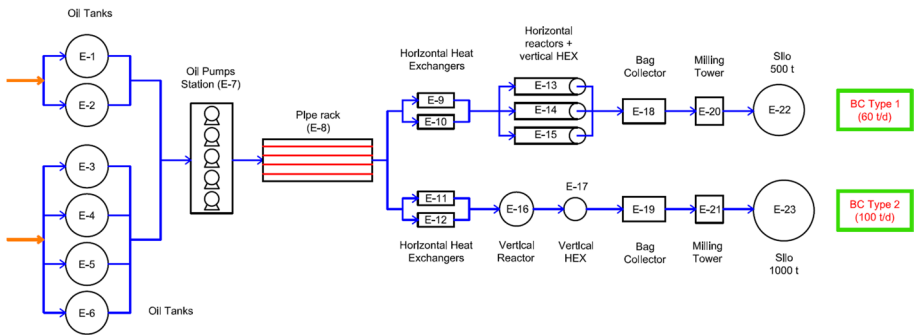 Oil Tanks
E-1
E-2
E-3
E-4
E-5
E-6
Oil Tanks
Oil Pumps
Station (E-7)
Pipe rack
(E-8)
Horizontal Heat
Exchangers
E-9
E-10
Horizontal
reactors +
vertical HEX
E-13
E-14
E-15
Bag
Collector
E-18
Milling
Tower
E-20
Silo
500 t
E-22
BC Type 1
(60 t/d)
E-11
E-12
Horizontal Heat
Exchangers
E-16
Vertical
Reactor
E-17
Vertical
HEX
E-19
Bag
Collector
E-21
Milling
Tower
E-23
Silo
1000 t
BC Type 2
(100 t/d)